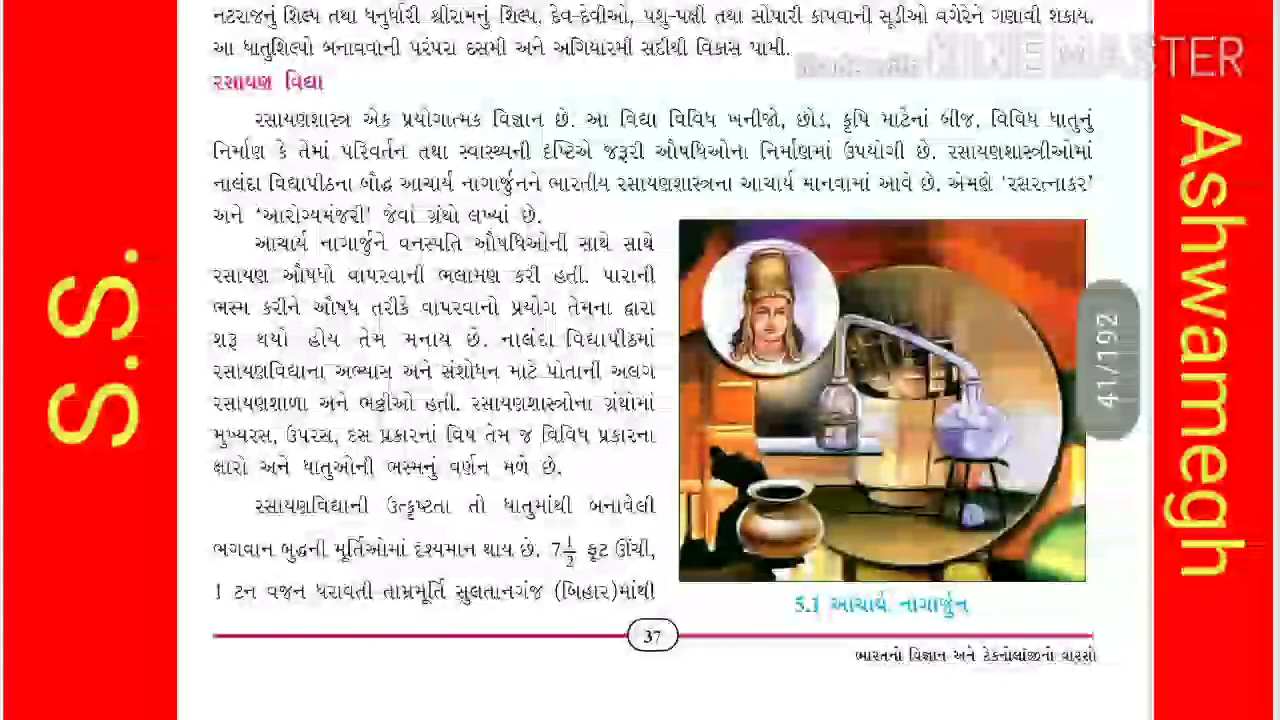 નટરાજનું શિલ્પ તથા ધનુર્ધારી શ્રીરામનું શિલ્પ, દેવ-દેવીઓ, પશુ-પક્ષી તથા સોપારી કાપવાની સૂડીઓ વગેરેને ગણાવી શકાય.
આ ધાતુશિલ્પો બનાવવાની પરંપરા દસમી અને અગિયારમી સદીથી વિકાસ પામી.
KINEMASTER
રસાયણ વિદ્યા
રસાયણશાસ્ત્ર એક પ્રયોગાત્મક વિજ્ઞાન છે. આ વિદ્યા વિવિધ ખનીજો, છોડ, કૃષિ માટેનાં બીજ, વિવિધ ધાતુનું
નિર્માણ કે તેમાં પરિવર્તન તથા સ્વાસ્થ્યની દૃષ્ટિએ જરૂરી ઔષધિઓના નિર્માણમાં ઉપયોગી છે. રસાયણશાસ્ત્રીઓમાં
નાલંદા વિદ્યાપીઠના બૌદ્ધ આચાર્ય નાગાર્જુનને ભારતીય રસાયણશાસ્ત્રના આચાર્ય માનવામાં આવે છે. એમણે ‘રસરત્નાકર’
અને ‘આરોગ્યમંજરી’ જેવાં ગ્રંથો લખ્યાં છે.
આચાર્ય નાગાર્જુને વનસ્પતિ ઔષધિઓની સાથે સાથે
રસાયણ ઔષધો વાપરવાની ભલામણ કરી હતી. પારાની
ભસ્મ કરીને ઔષધ તરીકે વાપરવાનો પ્રયોગ તેમના દ્વારા
શરૂ થયો હોય તેમ મનાય છે. નાલંદા વિદ્યાપીઠમાં
રસાયણવિદ્યાના અભ્યાસ અને સંશોધન માટે પોતાની અલગ
રસાયણશાળા અને ભઠ્ઠીઓ હતી. રસાયણશાસ્ત્રોના ગ્રંથોમાં
મુખ્યરસ, ઉપરસ, દસ પ્રકારનાં વિષ તેમ જ વિવિધ પ્રકારના
ક્ષારો અને ધાતુઓની ભસ્મનું વર્ણન મળે છે.
રસાયણવિદ્યાની ઉત્કૃષ્ટતા તો ધાતુમાંથી બનાવેલી
ભગવાન બુદ્ધની મૂર્તિઓમાં દૃશ્યમાન થાય છે. 7½ ફૂટ ઊંચી,
1 ટન વજન ધરાવતી તામ્રમૂર્તિ સુલતાનગંજ (બિહાર)માંથી
5.1 આચાર્ય નાગાર્જુન
37
ભારતનો વિજ્ઞાન અને ટેકનોલૉજીનો વારસો
S.S.
41/192
Ashwamegh